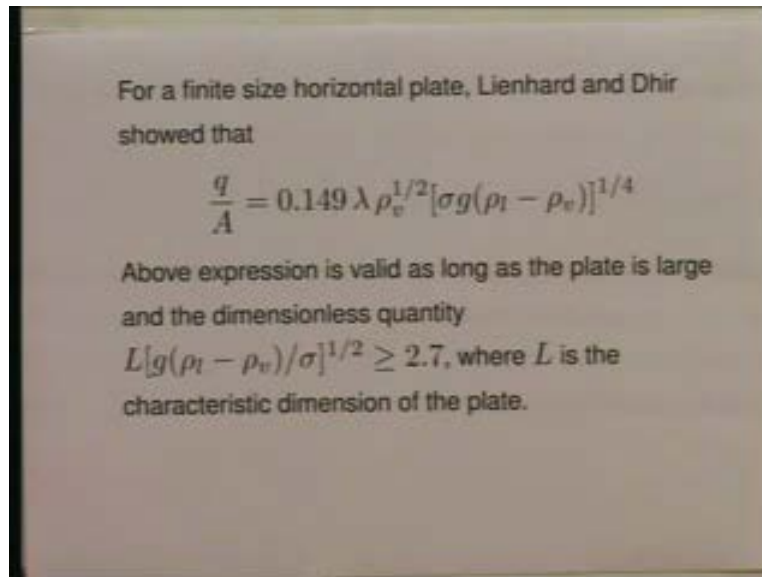 For a finite size horizontal plate, Lienhard and Dhir
showed that
q/A = 0.149 λ ρ_v^{1/2}[σg(ρ_l − ρ_v)]^{1/4}
Above expression is valid as long as the plate is large
and the dimensionless quantity
L[g(ρ_l − ρ_v)/σ]^{1/2} ≥ 2.7, where L is the
characteristic dimension of the plate.